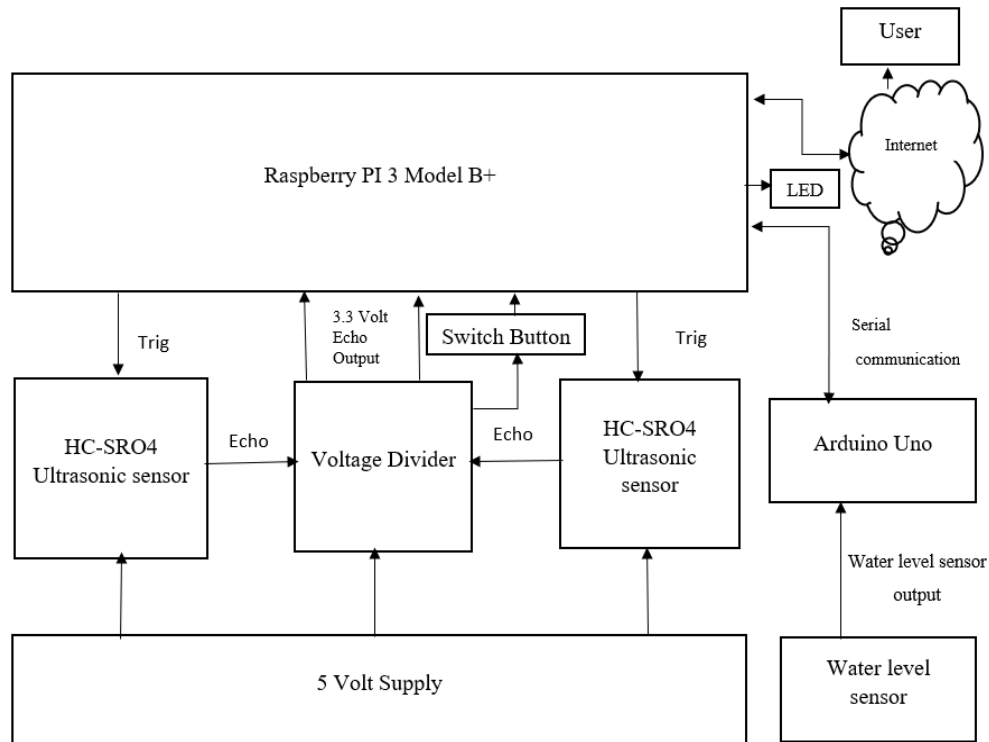 User
Internet
Raspberry PI 3 Model B+
LED
3.3 Volt
Echo
Output
Trig
Switch Button
Trig
Serial
communication
HC-SRO4
Ultrasonic sensor
Echo
Voltage Divider
Echo
HC-SRO4
Ultrasonic
sensor
Arduino Uno
Water level sensor
output
5 Volt Supply
Water level
sensor